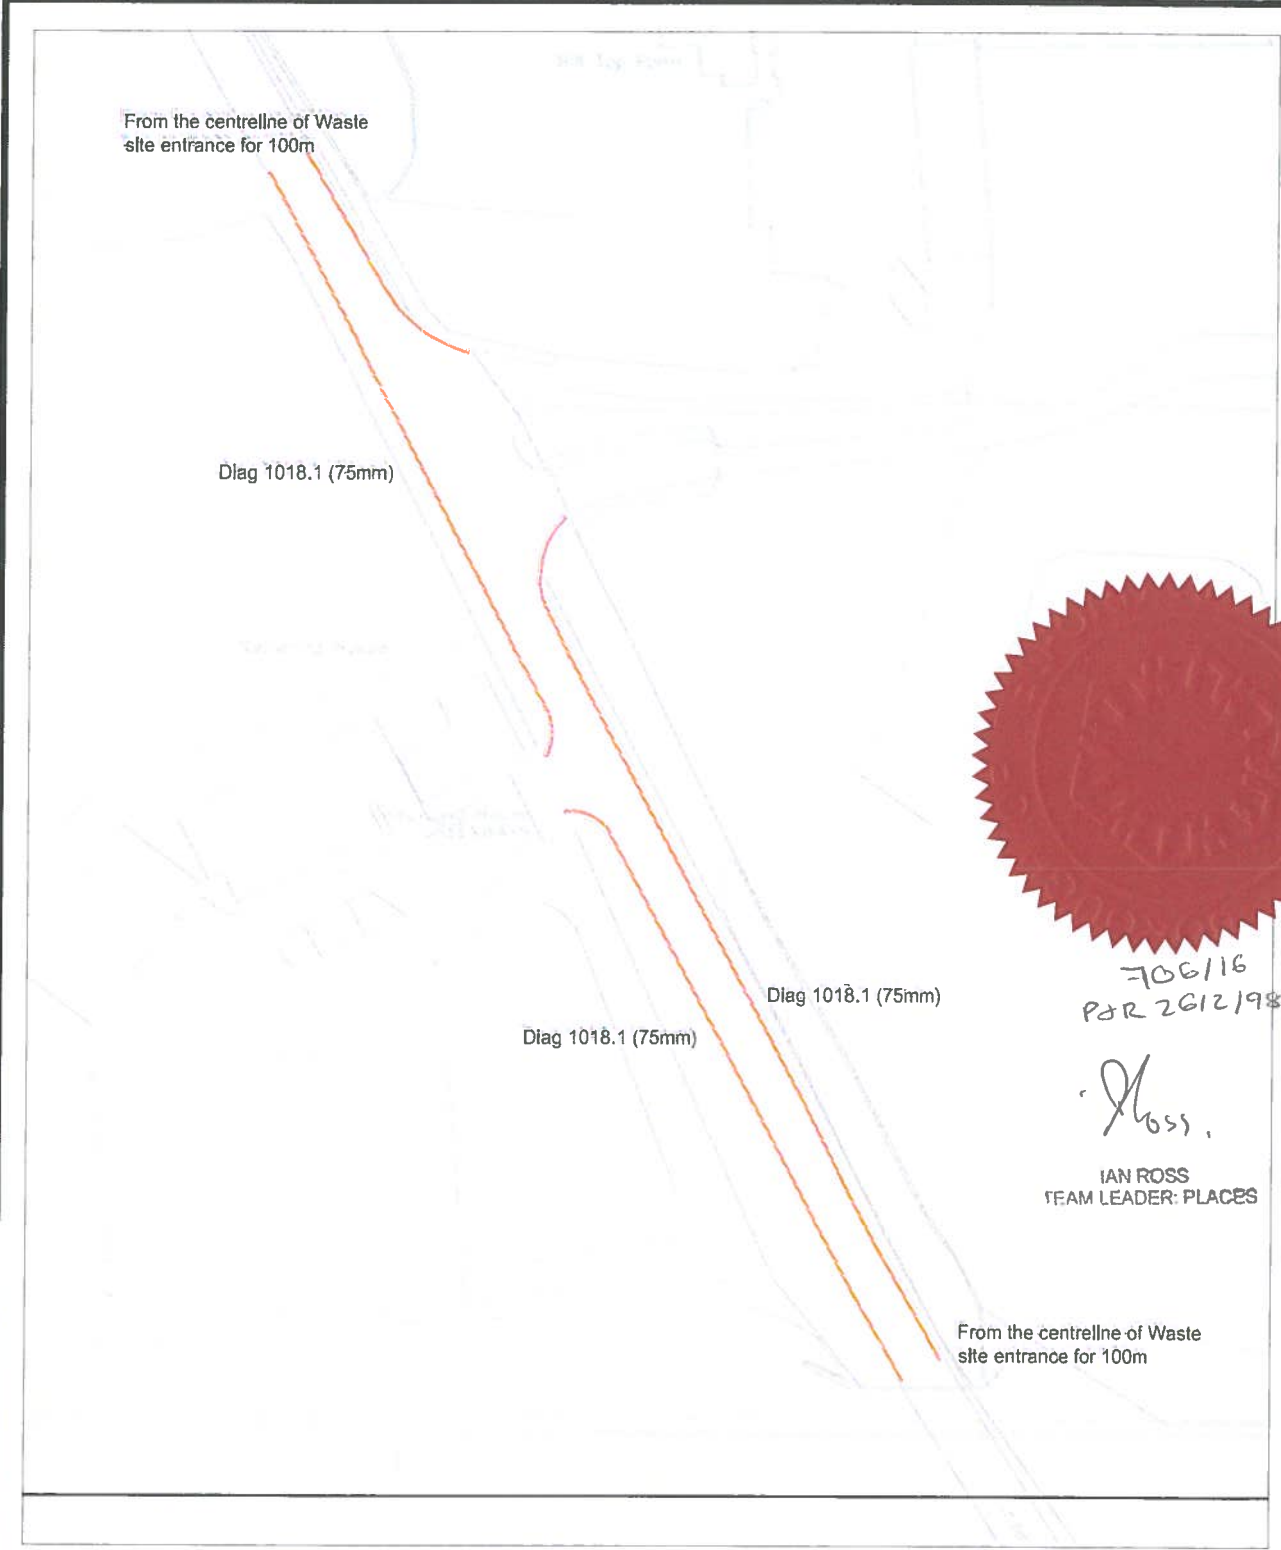 From the centreline of Waste
site entrance for 100m
Diag 1018.1 (75mm)
Diag 1018.1 (75mm)
Diag 1018.1 (75mm)
706/16
P&R 26/2/98
Ross.
IAN ROSS
TEAM LEADER: PLACES
From the centreline of Waste
site entrance for 100m